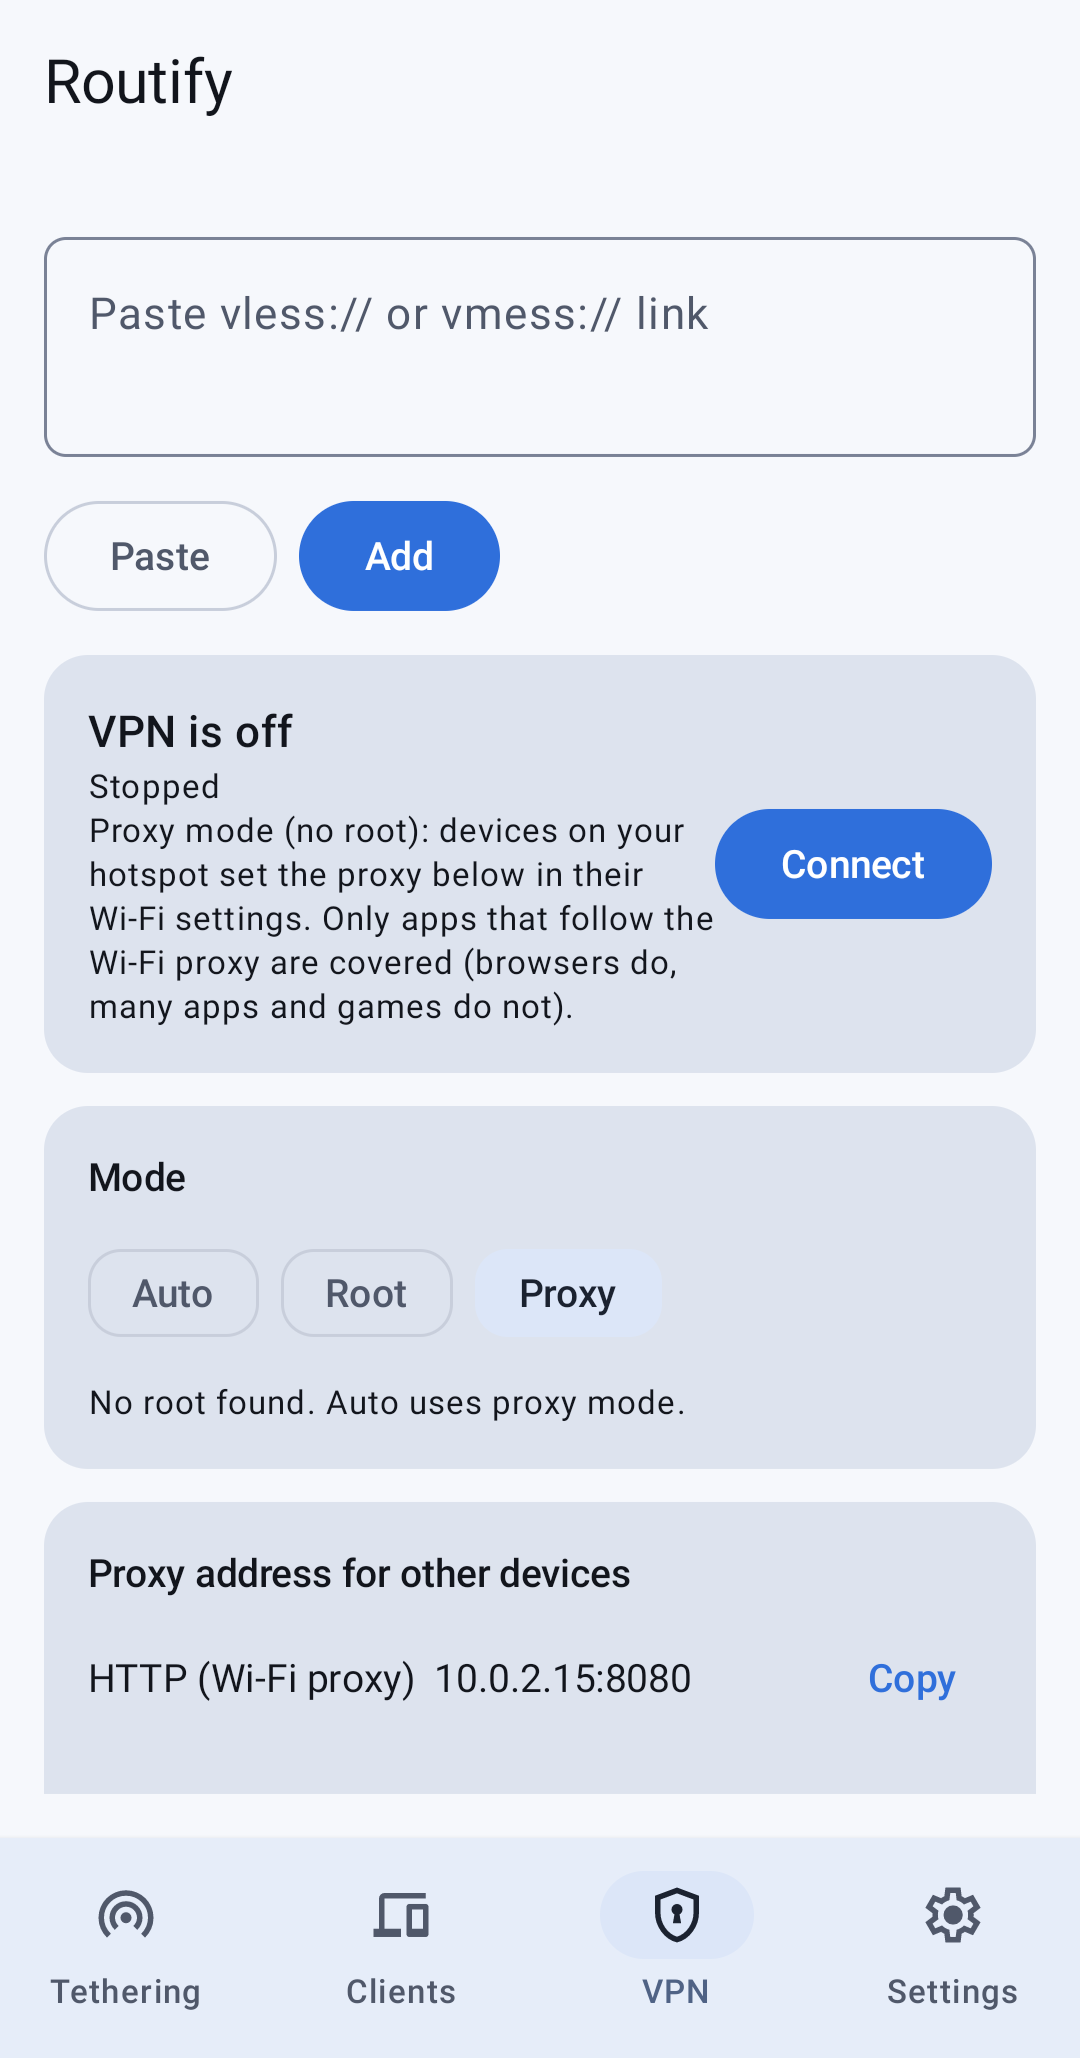 Routify
Paste vless:// or vmess:// link
Paste
Add
VPN is off
Stopped
Proxy mode (no root): devices on your
hotspot set the proxy below in their
Wi-Fi settings. Only apps that follow the
Wi-Fi proxy are covered (browsers do,
many apps and games do not).
Connect
Mode
Auto
Root
Proxy
No root found. Auto uses proxy mode.
Proxy address for other devices
HTTP (Wi-Fi proxy) 10.0.2.15:8080
Copy
Tethering
Clients
VPN
Settings